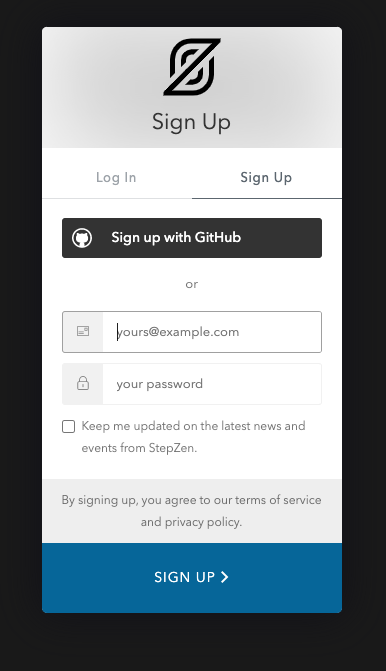 Sign Up
Log In
Sign Up
Sign up with GitHub
or
yours@example.com
your password
Keep me updated on the latest news and
events from StepZen.
By signing up, you agree to our terms of service
and privacy policy.
SIGN UP